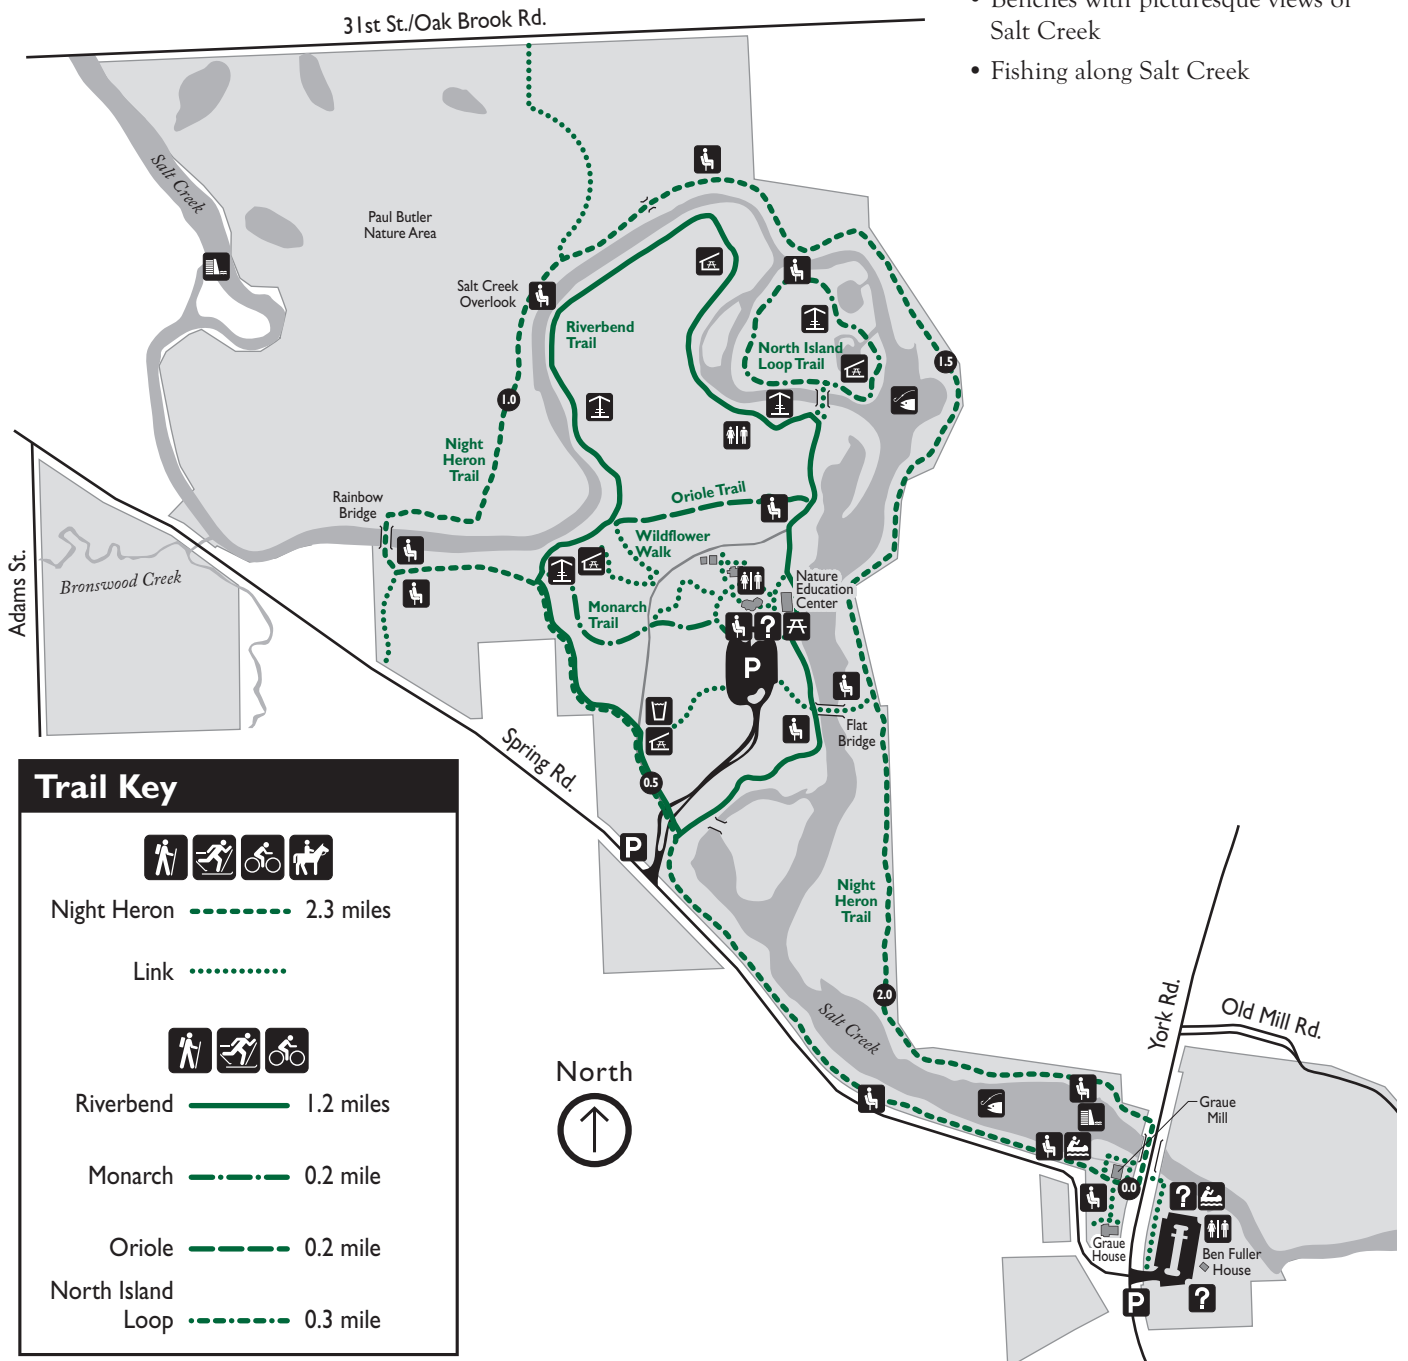 31st St./Oak Brook Rd.
• Benches with picturesque views of
Salt Creek
• Fishing along Salt Creek
Salt Creek
Paul Butler
Nature Area
Salt Creek
Overlook
Riverbend
Trail
North Island
Loop Trail
1.5
1.0
Night
Heron
Trail
Rainbow
Bridge
Oriole Trail
Wildflower
Walk
Adams St.
Bronswood Creek
Nature
Education
Center
Monarch
Trail
?
P
Flat
Bridge
Spring Rd.
0.5
P
Trail Key
Night Heron 2.3 miles
Link
Riverbend 1.2 miles
Monarch 0.2 mile
Oriole 0.2 mile
North Island
Loop 0.3 mile
North
Night
Heron
Trail
2.0
Salt Creek
York Rd.
Old Mill Rd.
Graue
Mill
0.0
?
Graue
House
Ben Fuller
House
P
?